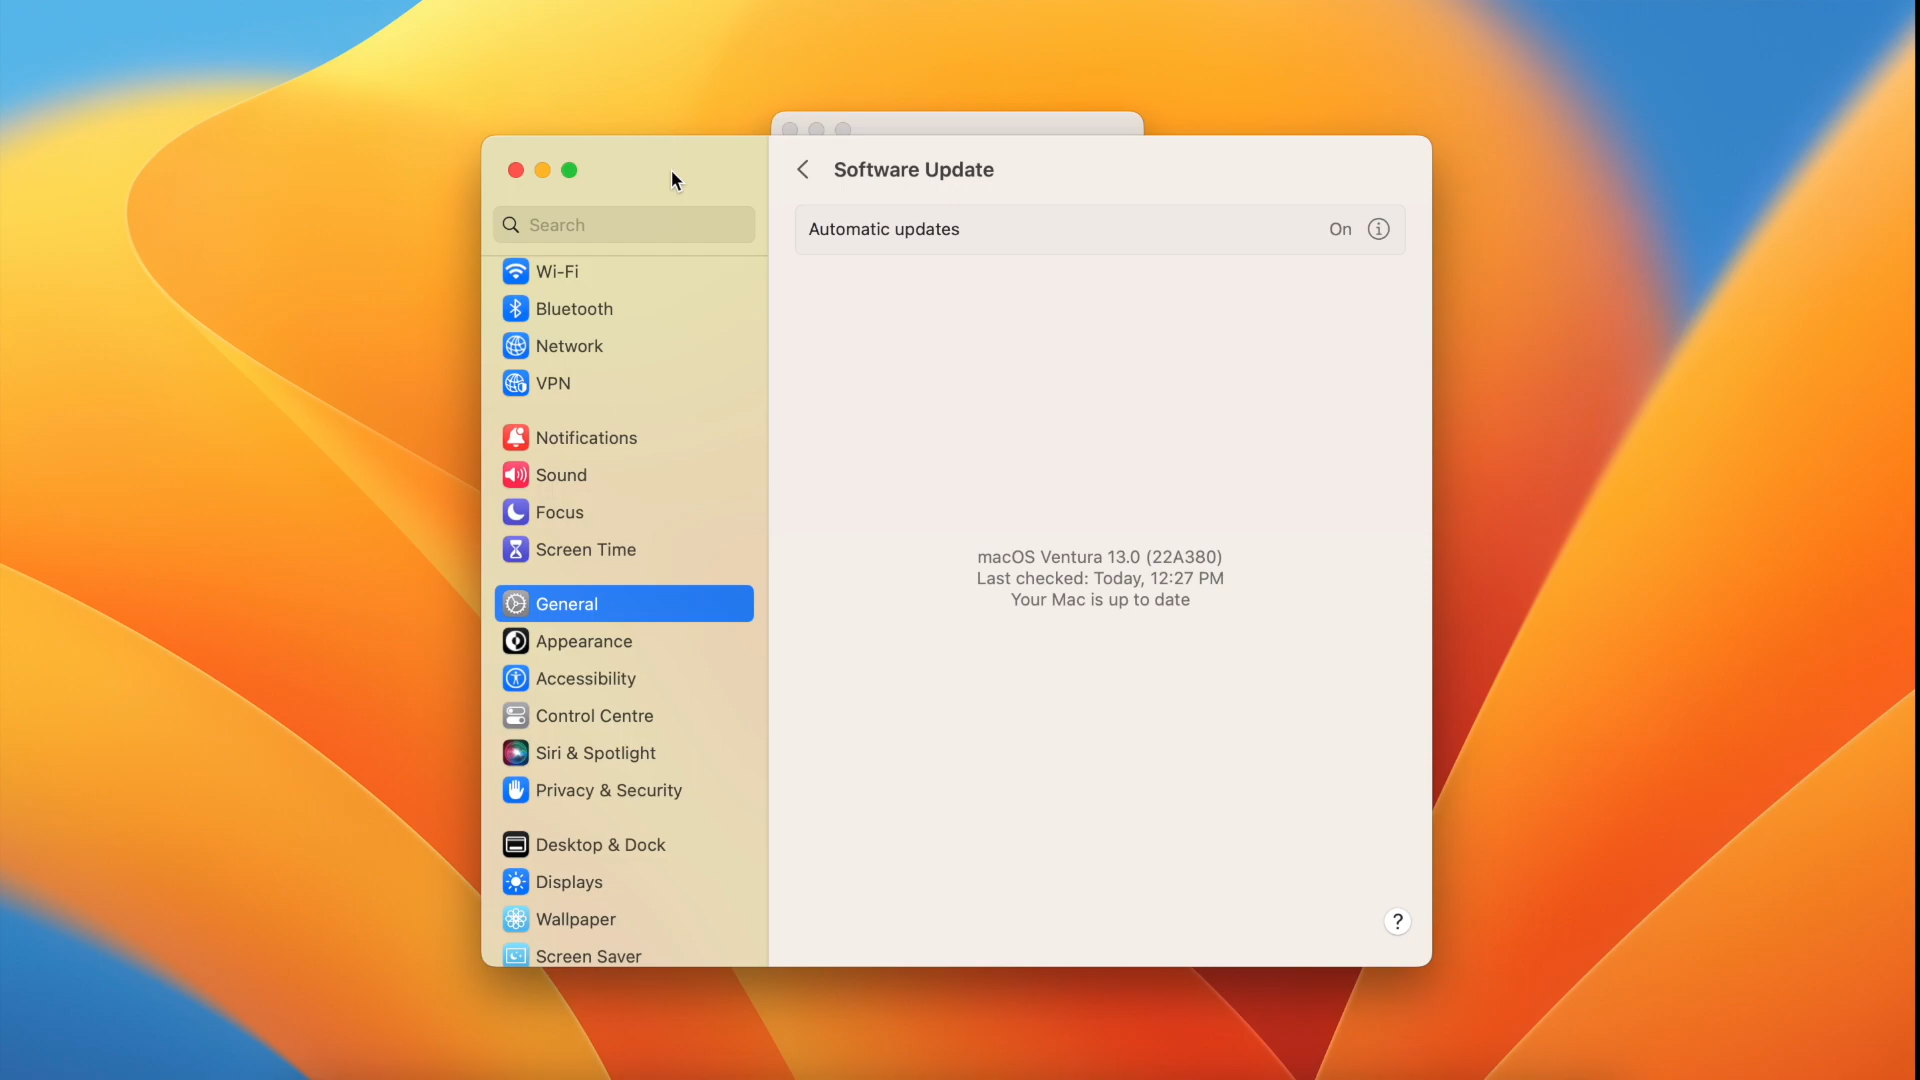 Search
Wi-Fi
Bluetooth
Network
VPN
Notifications
Sound
Focus
Screen Time
General
Appearance
Accessibility
Control Centre
Siri & Spotlight
Privacy & Security
Desktop & Dock
Displays
Wallpaper
Screen Saver
Software Update
Automatic updates On
macOS Ventura 13.0 (22A380)
Last checked: Today, 12:27 PM
Your Mac is up to date
?